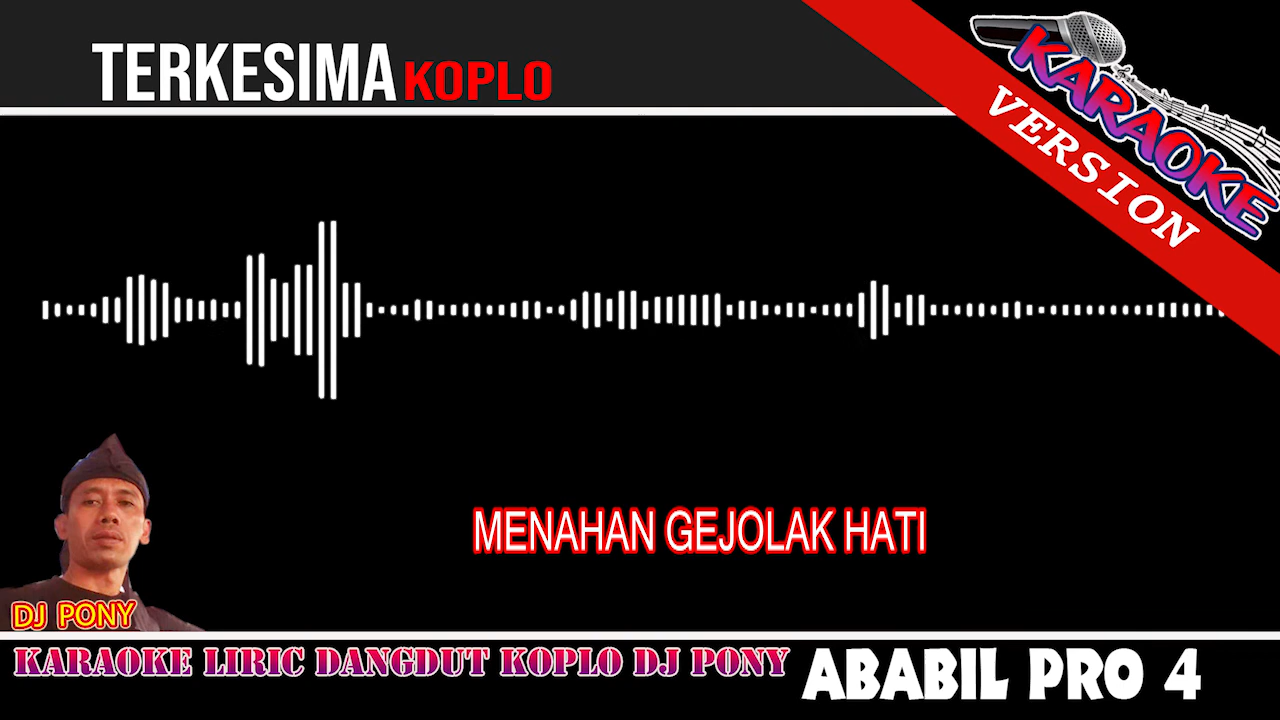 TERKESIMA KOPLO
KARAOKE
VERSION
MENAHAN GEJOLAK HATI
DJ PONY
KARAOKE LIRIC DANGDUT KOPLO DJ PONY
ABABIL PRO 4